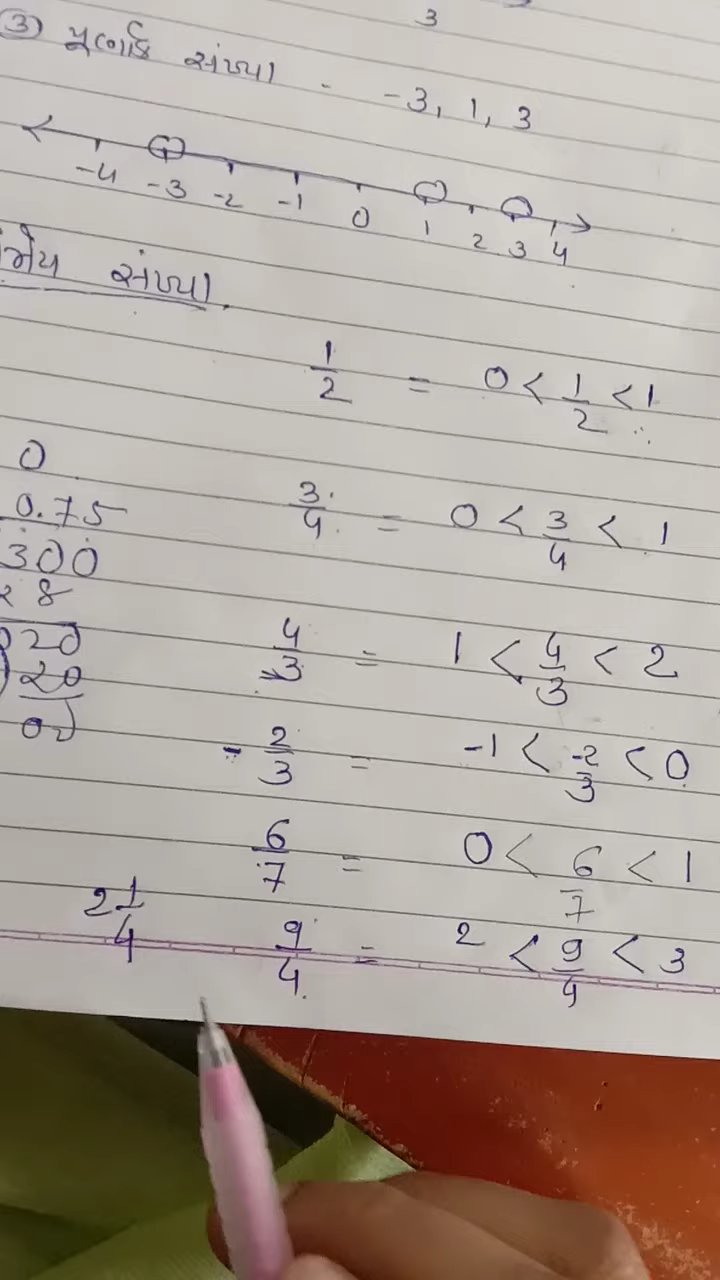 3
③ પૂર્ણાંક સંખ્યા - -3, 1, 3
-4 -3 -2 -1 0 1 2 3 4
સંખ્યા.
1/2 = 0 < 1/2 < 1
0
0.75
300
28
020
20
00
3/4 = 0 < 3/4 < 1
4/3 = 1 < 4/3 < 2
-2/3 = -1 < -2/3 < 0
6/7 = 0 < 6/7 < 1
2 1/4 9/4 = 2 < 9/4 < 3